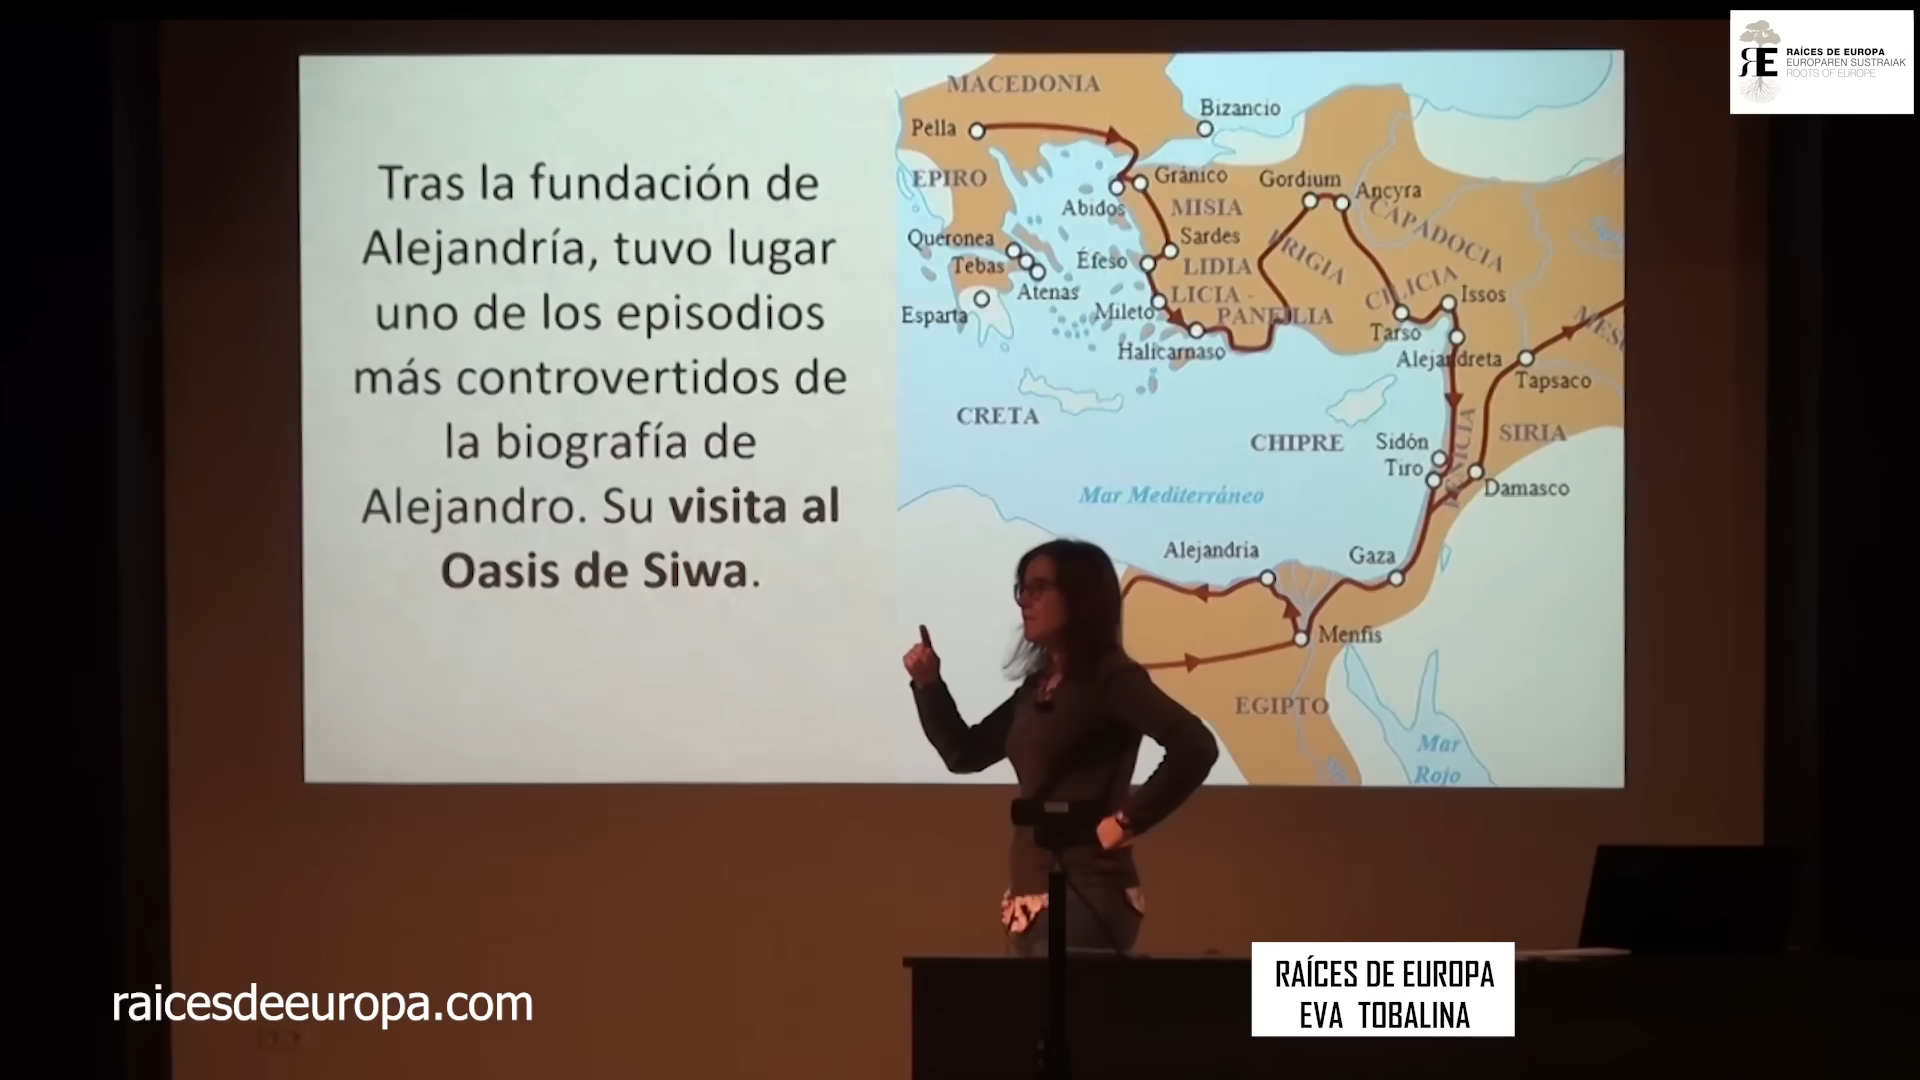 RAÍCES DE EUROPA
EUROPAREN SUSTRAIAK
ROOTS OF EUROPE
Tras la fundación de
Alejandría, tuvo lugar
uno de los episodios
más controvertidos de
la biografía de
Alejandro. Su visita al
Oasis de Siwa.
MACEDONIA
Bizancio
Pella
EPIRO
Gránico
Gordium
Ancyra
Abidos
MISIA
CAPADOCIA
Queronea
Sardes
FRIGIA
Tebas
Éfeso
LIDIA
Atenas
LICIA -
CILICIA
Issos
Esparta
Mileto
PANFILIA
Tarso
Halicarnaso
Alejandreta
Tapsaco
CRETA
CHIPRE
Sidón
FENICIA
SIRIA
Tiro
Mar Mediterráneo
Damasco
Alejandría
Gaza
Menfis
EGIPTO
Mar
Rojo
raicesdeeuropa.com
RAÍCES DE EUROPA
EVA TOBALINA